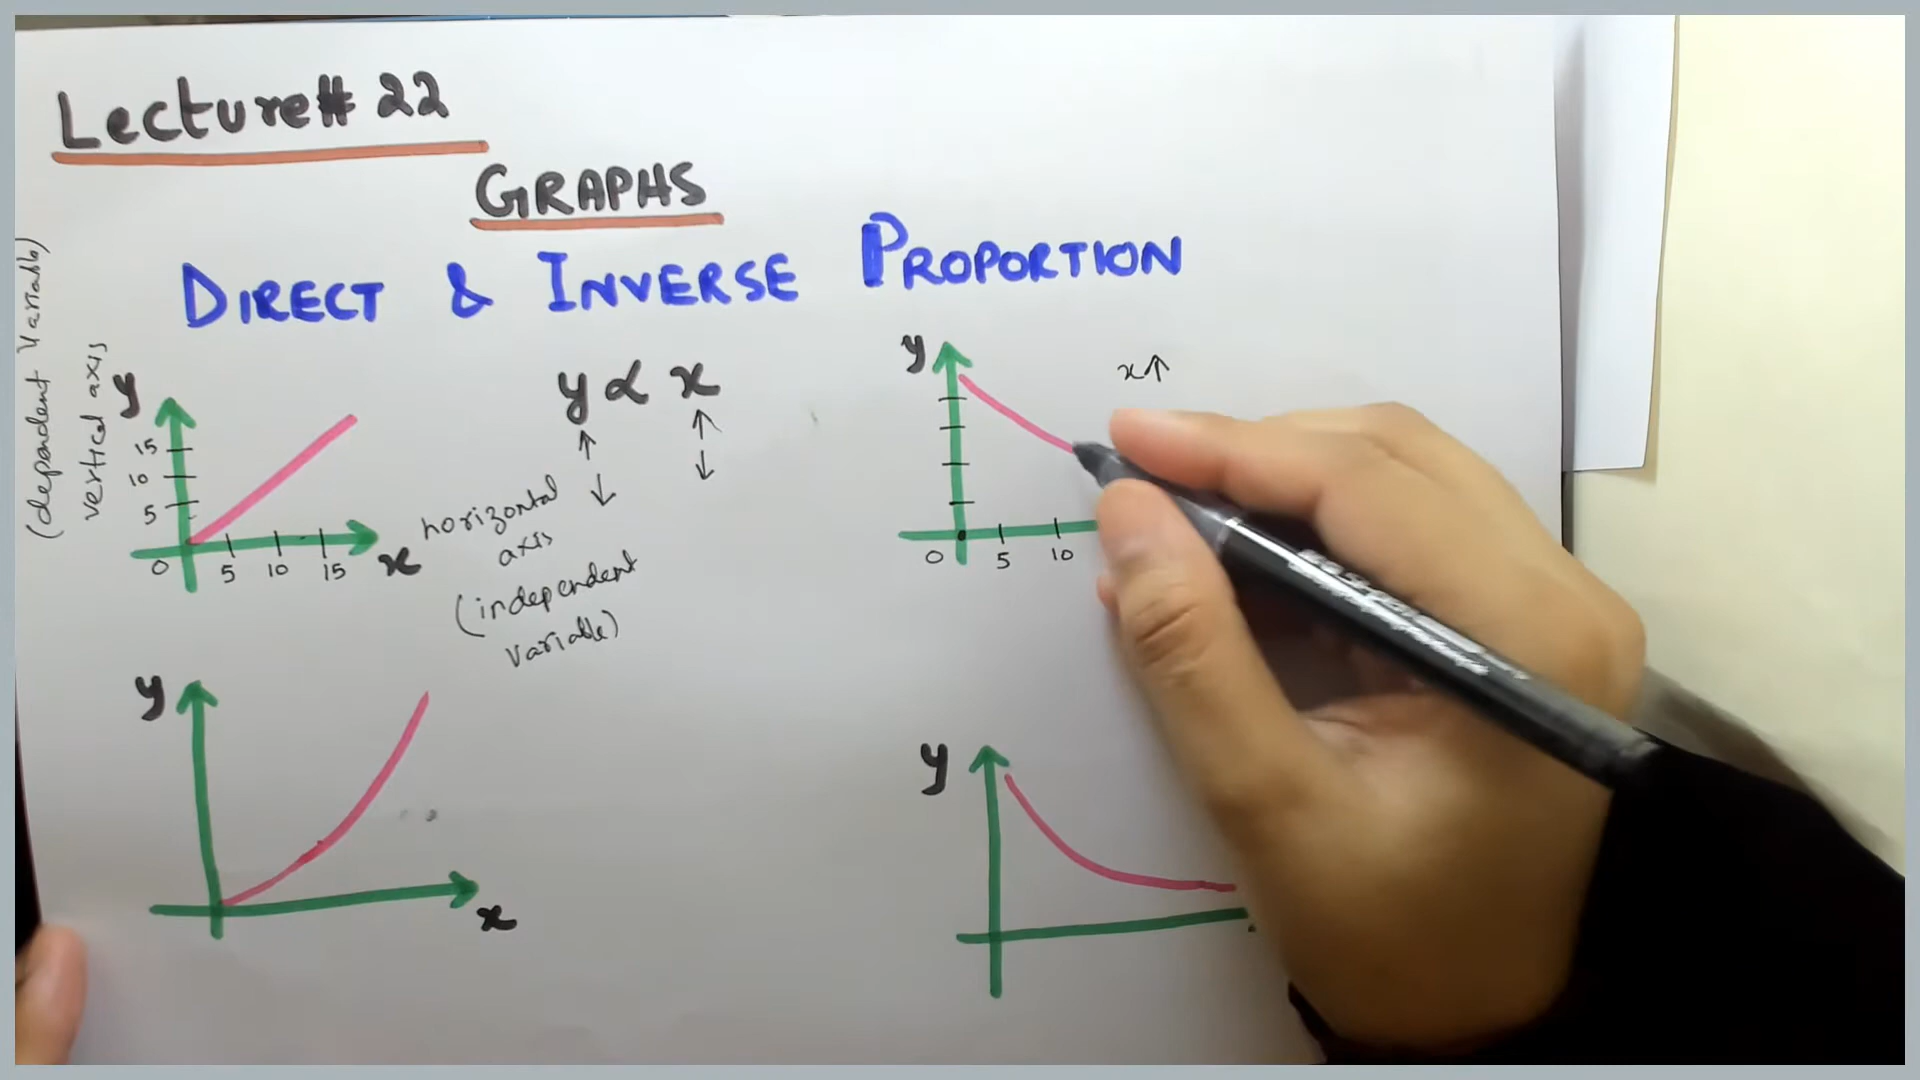 Lecture# 22
GRAPHS
DIRECT & INVERSE PROPORTION
(dependent variable)
vertical axis
y
15
10
5
0
5 10 15
x
y ∝ x
↑ ↑
↓ ↓
horizontal
axis
(independent
variable)
y
x↑
0 5 10
y
x
y